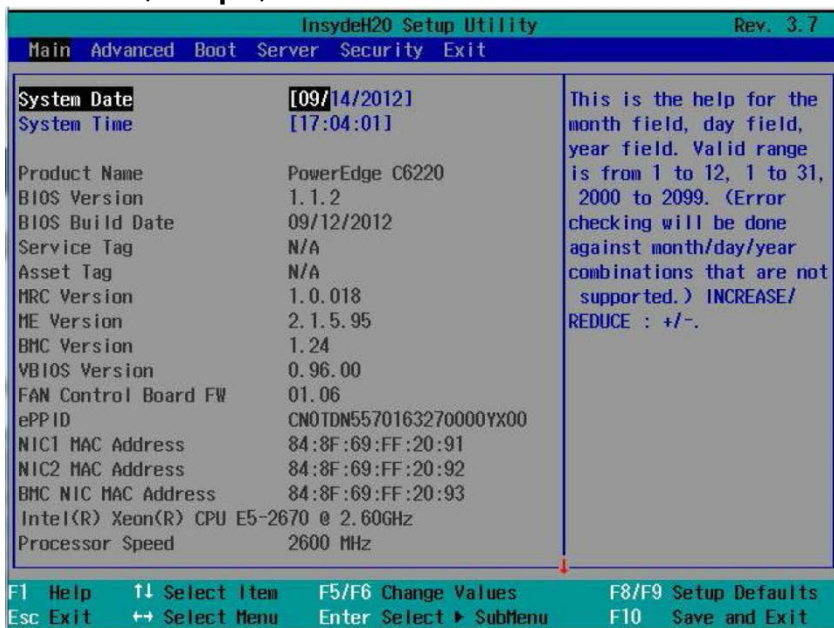 InsydeH20 Setup Utility Rev. 3.7
Main Advanced Boot Server Security Exit
System Date [09/14/2012]
System Time [17:04:01]
Product Name PowerEdge C6220
BIOS Version 1.1.2
BIOS Build Date 09/12/2012
Service Tag N/A
Asset Tag N/A
MRC Version 1.0.018
ME Version 2.1.5.95
BMC Version 1.24
VBIOS Version 0.96.00
FAN Control Board FW 01.06
ePPID CN0TDN5570163270000YX00
NIC1 MAC Address 84:8F:69:FF:20:91
NIC2 MAC Address 84:8F:69:FF:20:92
BMC NIC MAC Address 84:8F:69:FF:20:93
Intel(R) Xeon(R) CPU E5-2670 @ 2.60GHz
Processor Speed 2600 MHz
This is the help for the
month field, day field,
year field. Valid range
is from 1 to 12, 1 to 31,
2000 to 2099. (Error
checking will be done
against month/day/year
combinations that are not
supported.) INCREASE/
REDUCE : +/-.
F1 Help ↑↓ Select Item F5/F6 Change Values F8/F9 Setup Defaults
Esc Exit ↔ Select Menu Enter Select ▶ SubMenu F10 Save and Exit